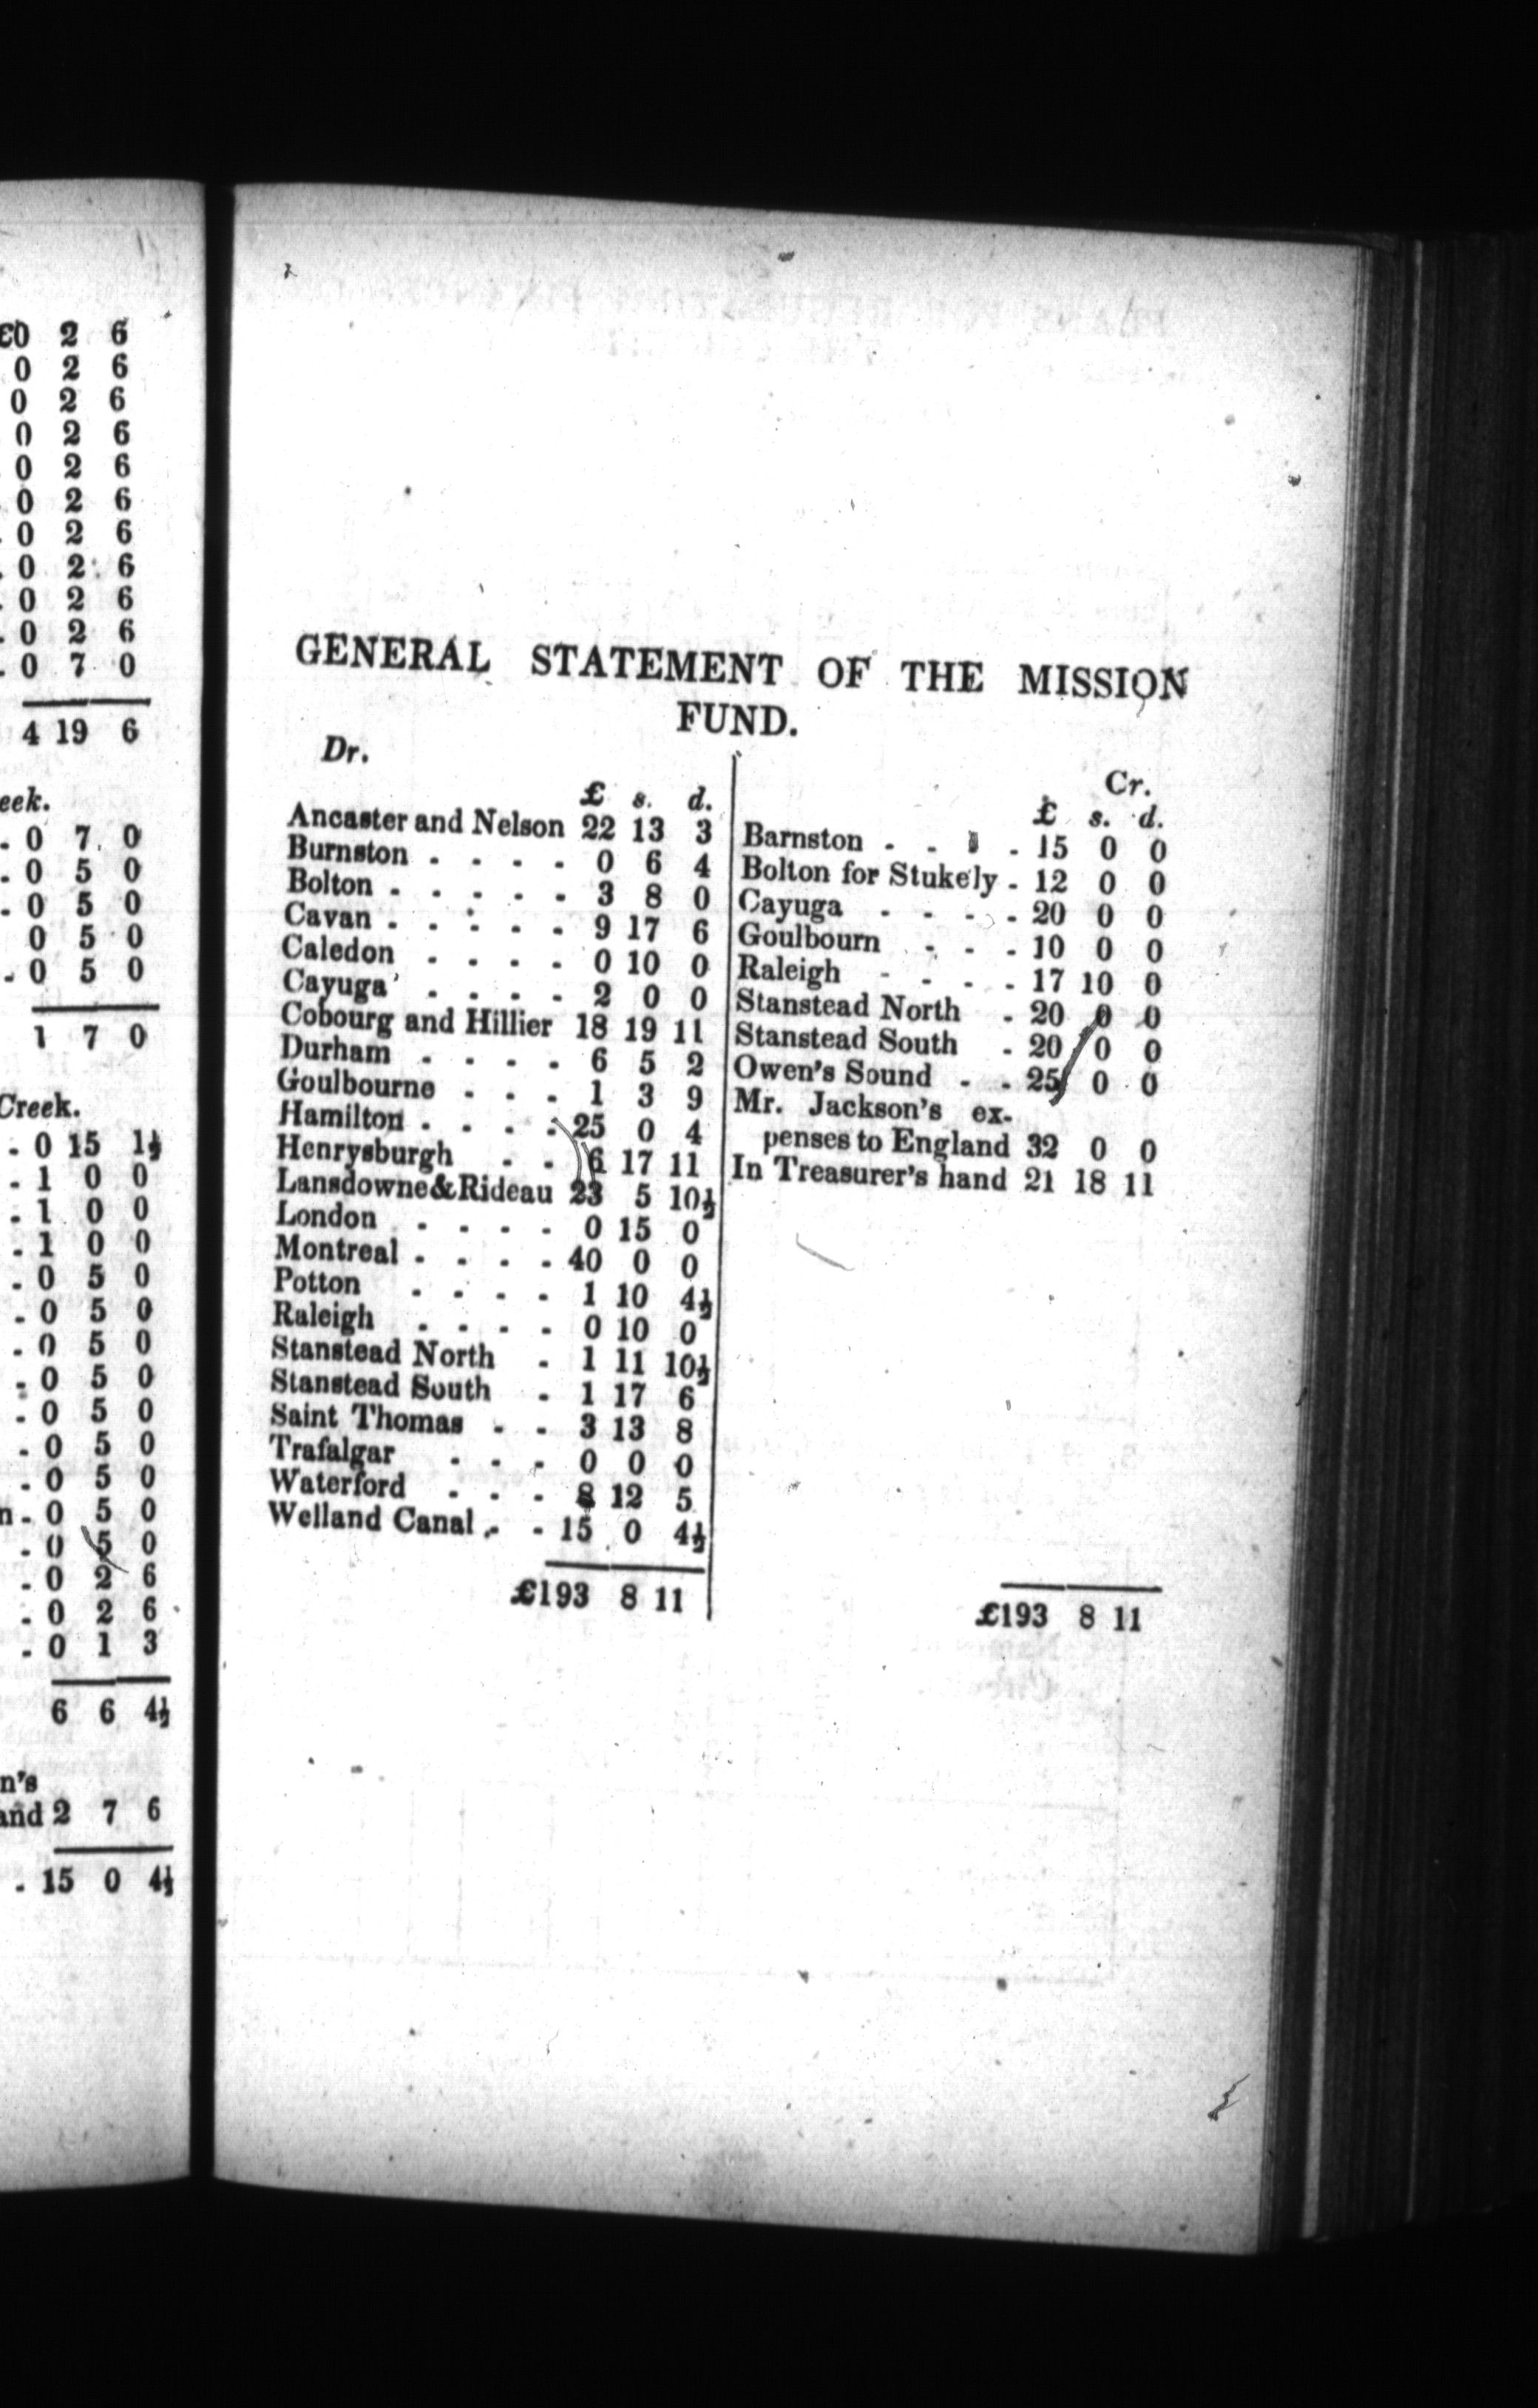 £0 2 6
0 2 6
0 2 6
0 2 6
0 2 6
0 2 6
. 0 2 6
. 0 2 6
. 0 2 6
. 0 2 6
. 0 7 0
4 19 6
eek.
- 0 7 0
- 0 5 0
- 0 5 0
0 5 0
- 0 5 0
1 7 0
Creek.
- 0 15 1½
- 1 0 0
- 1 0 0
- 1 0 0
- 0 5 0
- 0 5 0
- 0 5 0
- 0 5 0
- 0 5 0
- 0 5 0
- 0 5 0
n - 0 5 0
- 0 5 0
- 0 2 6
- 0 2 6
- 0 1 3
6 6 4½
n's
and 2 7 6
- 15 0 4½
GENERAL STATEMENT OF THE MISSION
FUND.
Dr.
£ s. d.
Ancaster and Nelson 22 13 3
Burnston - - - - 0 6 4
Bolton - - - - - 3 8 0
Cavan - - - - - 9 17 6
Caledon - - - - 0 10 0
Cayuga - - - - 2 0 0
Cobourg and Hillier 18 19 11
Durham - - - - 6 5 2
Goulbourne - - - 1 3 9
Hamilton - - - - 25 0 4
Henrysburgh - - 6 17 11
Lansdowne&Rideau 23 5 10½
London - - - - 0 15 0
Montreal - - - - 40 0 0
Potton - - - - 1 10 4½
Raleigh - - - - 0 10 0
Stanstead North - 1 11 10½
Stanstead South - 1 17 6
Saint Thomas - - 3 13 8
Trafalgar - - - 0 0 0
Waterford - - - 8 12 5
Welland Canal - - 15 0 4½
£193 8 11
Cr.
£ s. d.
Barnston - - - - 15 0 0
Bolton for Stukely - 12 0 0
Cayuga - - - - 20 0 0
Goulbourn - - - 10 0 0
Raleigh - - - - 17 10 0
Stanstead North - 20 0 0
Stanstead South - 20 0 0
Owen's Sound - - 25 0 0
Mr. Jackson's ex-
penses to England 32 0 0
In Treasurer's hand 21 18 11
£193 8 11